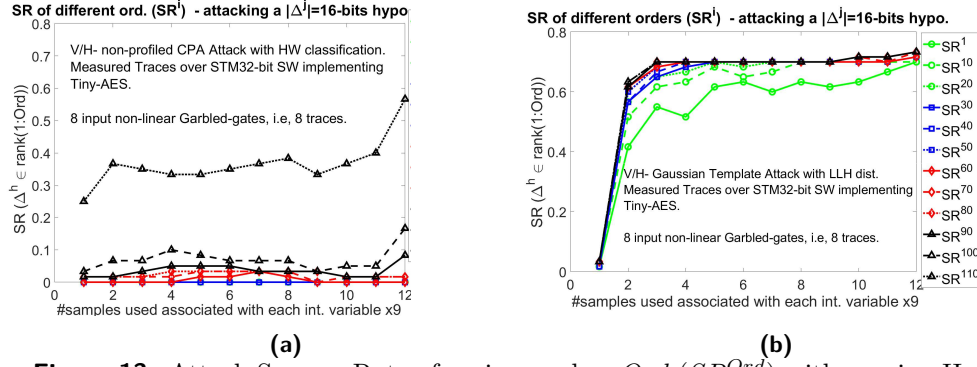 SR of different ord. (SR^i) - attacking a |Δ^j|=16-bits hypo
SR (Δ^h ∈ rank(1:Ord))
0.8
0.7
0.6
0.5
0.4
0.3
0.2
0.1
0
V/H- non-profiled CPA Attack with HW classification.
Measured Traces over STM32-bit SW implementing
Tiny-AES.
8 input non-linear Garbled-gates, i.e, 8 traces.
0 2 4 6 8 10 12
#samples used associated with each int. variable x9
(a)
SR of different orders (SR^i) - attacking a |Δ^j|=16-bits hypo.
SR (Δ^h ∈ rank(1:Ord))
0.8
0.6
0.4
0.2
0
V/H- Gaussian Template Attack with LLH dist.
Measured Traces over STM32-bit SW implementing
Tiny-AES.
8 input non-linear Garbled-gates, i.e, 8 traces.
0 2 4 6 8 10 12
#samples used associated with each int. variable x9
SR^1
SR^10
SR^20
SR^30
SR^40
SR^50
SR^60
SR^70
SR^80
SR^90
SR^100
SR^110
(b)